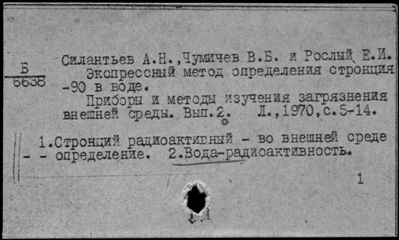 Силантьев А.Н.,Чумичев В.Б. и Рослый Е.И.
Б
6638
Экспрессный метод определения стронция
-90 в воде.
Приборы и методы изучения загрязнения
внешней среды. Вып.2. Л.,1970,с.5-14.
1.Стронций радиоактивный - во внешней среде
- - определение. 2.Вода-радиоактивность.
1